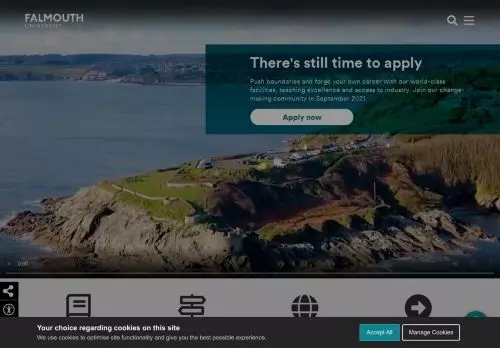 FALMOUTH
UNIVERSITY
There's still time to apply
Push boundaries and forge your own career with our world-class
facilities, teaching excellence and access to industry. Join our change-
making community in September 2021.
Apply now
0:00
Your choice regarding cookies on this site
We use cookies to optimise site functionality and give you the best possible experience.
Accept All
Manage Cookies